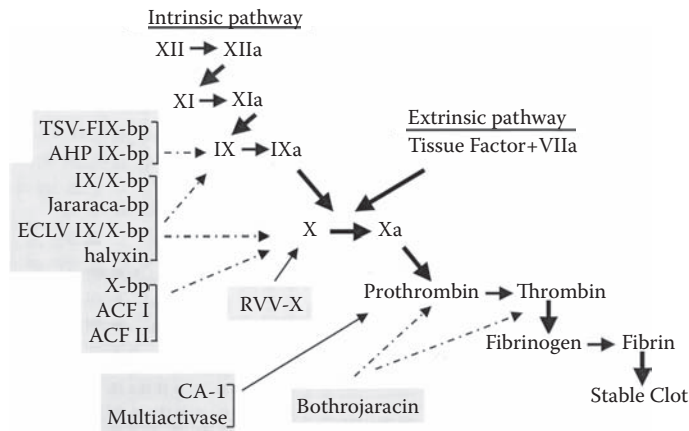 Intrinsic pathway
XII XIIa
XI XIa
Extrinsic pathway
Tissue Factor+VIIa
TSV-FIX-bp
AHP IX-bp
IX IXa
IX/X-bp
Jararaca-bp
ECLV IX/X-bp
halyxin
X Xa
X-bp
ACF I
ACF II
RVV-X
Prothrombin Thrombin
Fibrinogen Fibrin
Stable Clot
CA-1
Multiactivase
Bothrojaracin